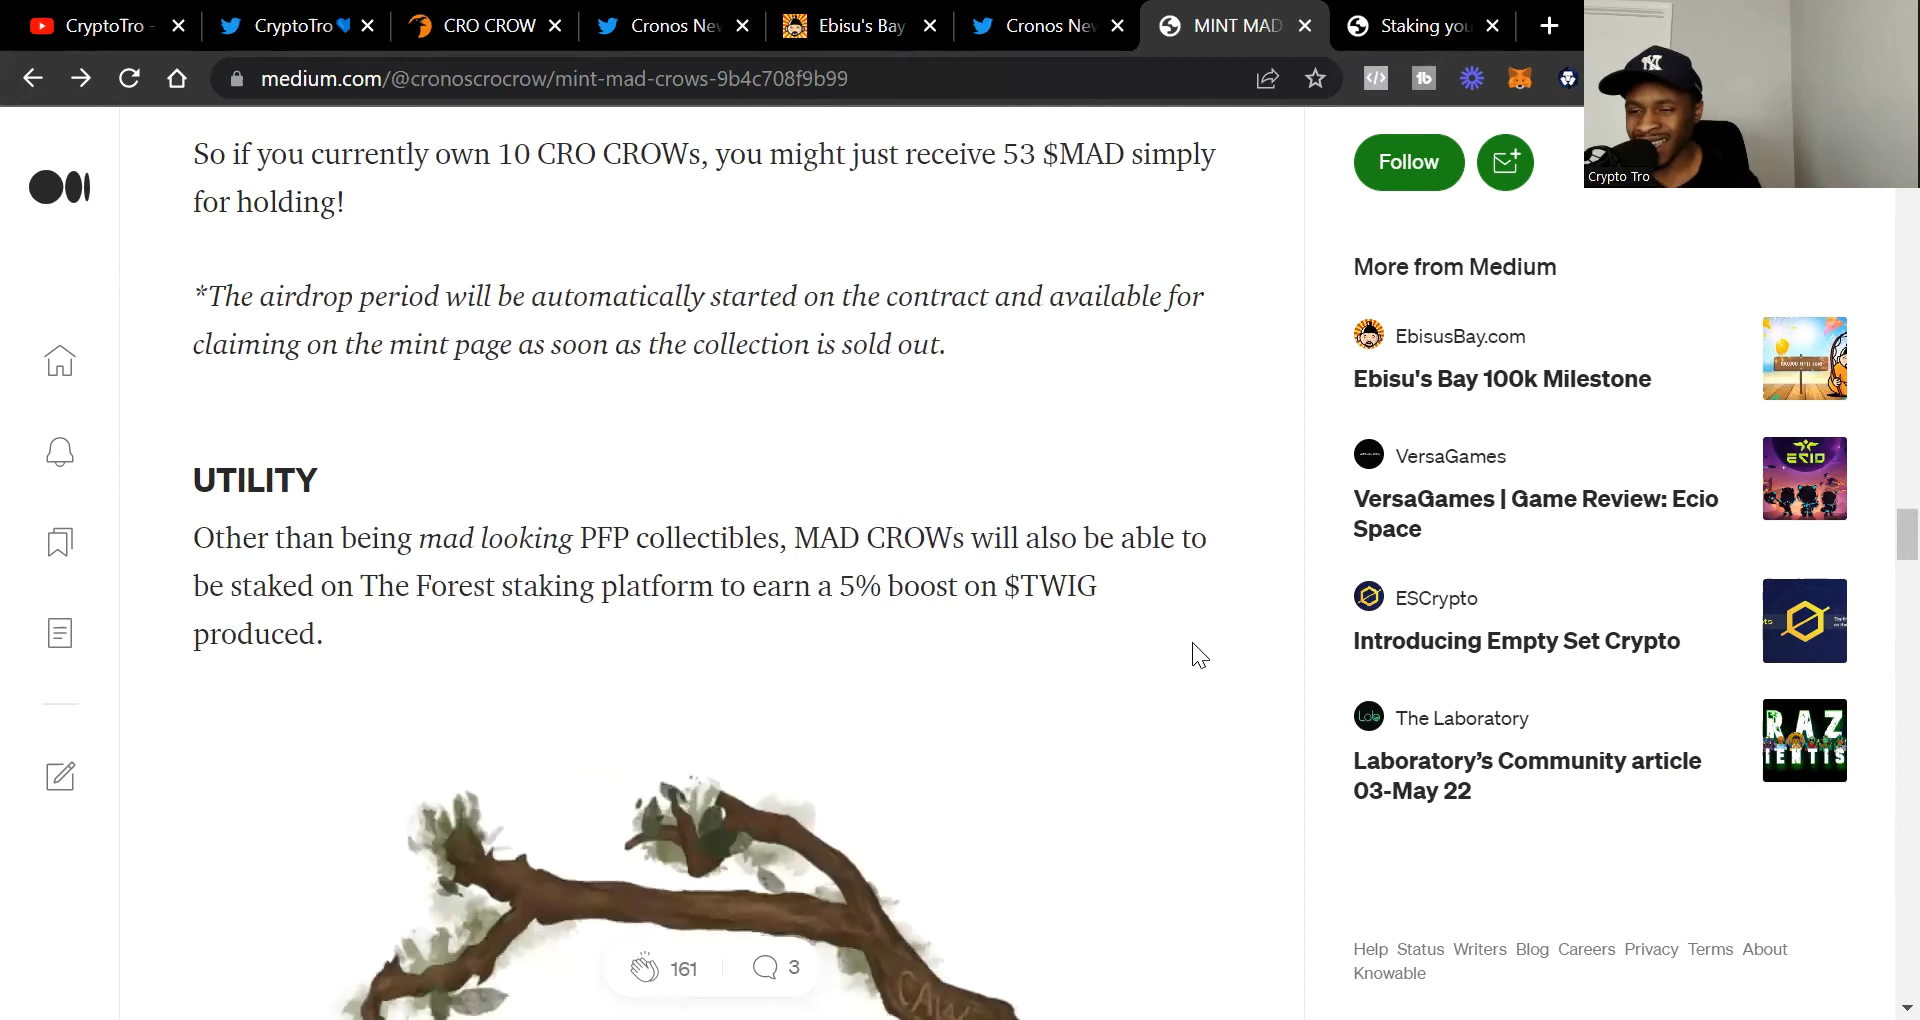 CryptoTro -
CryptoTro
CRO CROW
Cronos Nev
Ebisu's Bay
Cronos Nev
MINT MAD
Staking you
medium.com/@cronoscrocrow/mint-mad-crows-9b4c708f9b99
Crypto Tro
So if you currently own 10 CRO CROWs, you might just receive 53 $MAD simply
for holding!
*The airdrop period will be automatically started on the contract and available for
claiming on the mint page as soon as the collection is sold out.
UTILITY
Other than being mad looking PFP collectibles, MAD CROWs will also be able to
be staked on The Forest staking platform to earn a 5% boost on $TWIG
produced.
CAW
161
3
Follow
More from Medium
EbisusBay.com
Ebisu's Bay 100k Milestone
VersaGames
VersaGames | Game Review: Ecio
Space
ECIO
ESCrypto
Introducing Empty Set Crypto
Lab
The Laboratory
Laboratory’s Community article
03-May 22
RAZ
IENTIS
Help Status Writers Blog Careers Privacy Terms About
Knowable